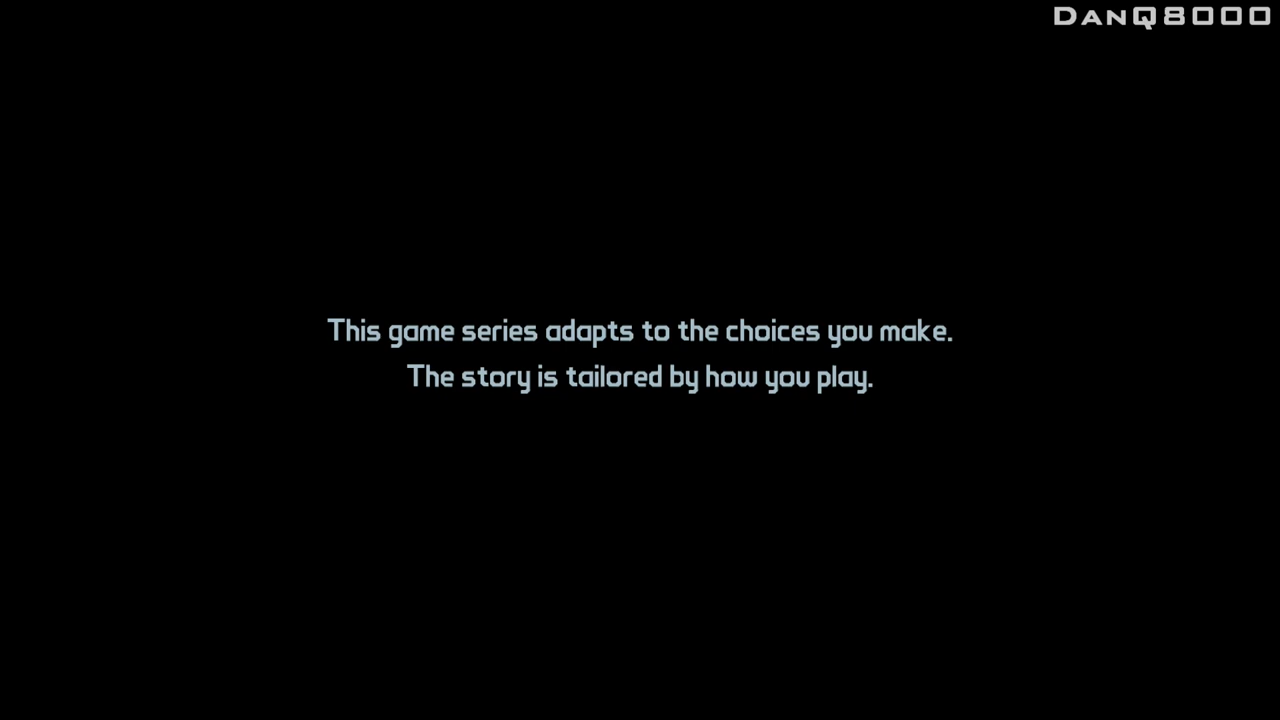 DanQ8000
This game series adapts to the choices you make.
The story is tailored by how you play.